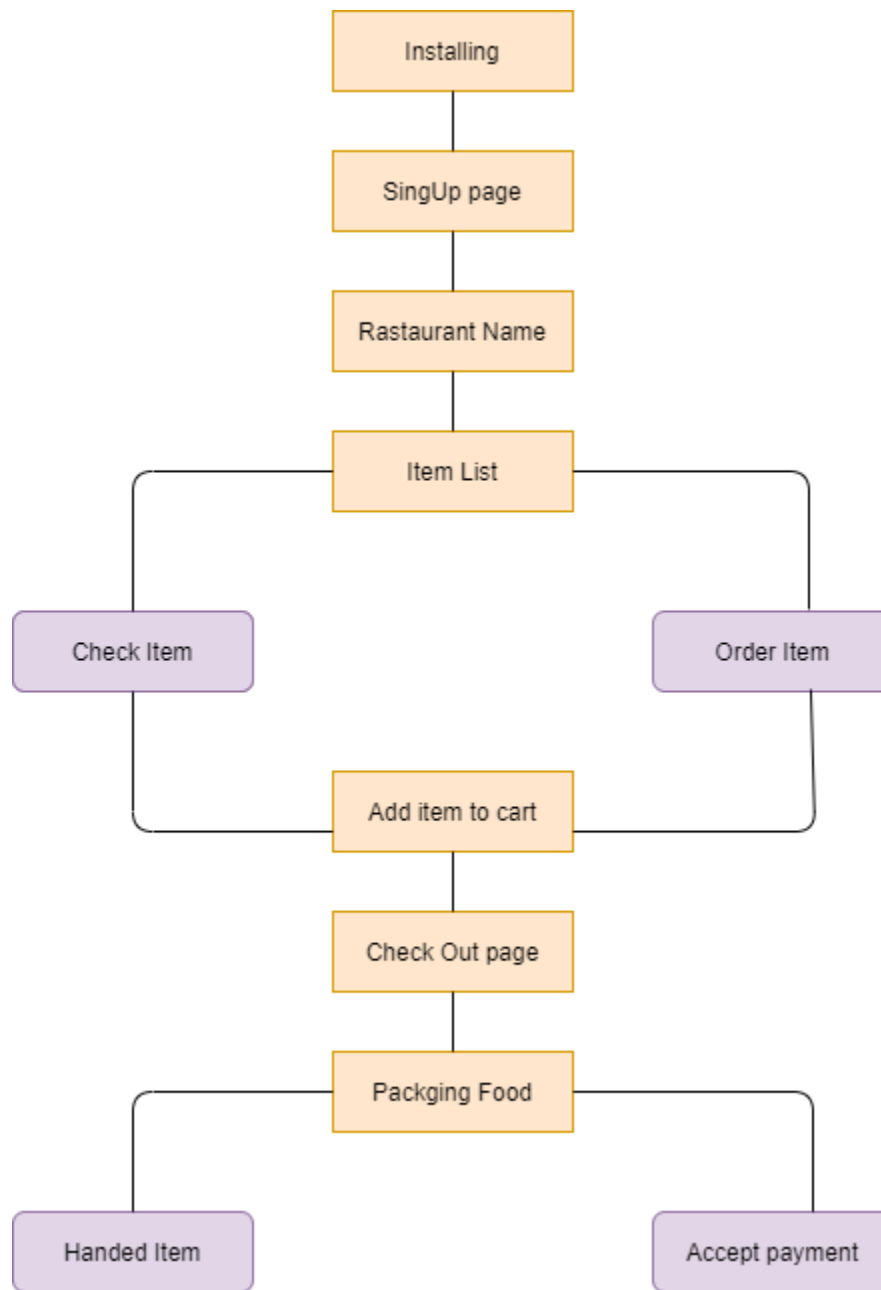 Installing
SingUp page
Rastaurant Name
Item List
Check Item
Order Item
Add item to cart
Check Out page
Packging Food
Handed Item
Accept payment